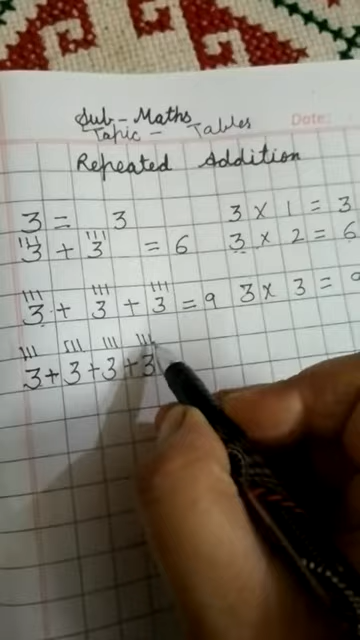 Sub - Maths
Date:
Topic - Tables
Repeated Addition
3 = 3 3 × 1 = 3
3 + 3 = 6 3 × 2 = 6
3 + 3 + 3 = 9 3 × 3 = 9
3 + 3 + 3 + 3